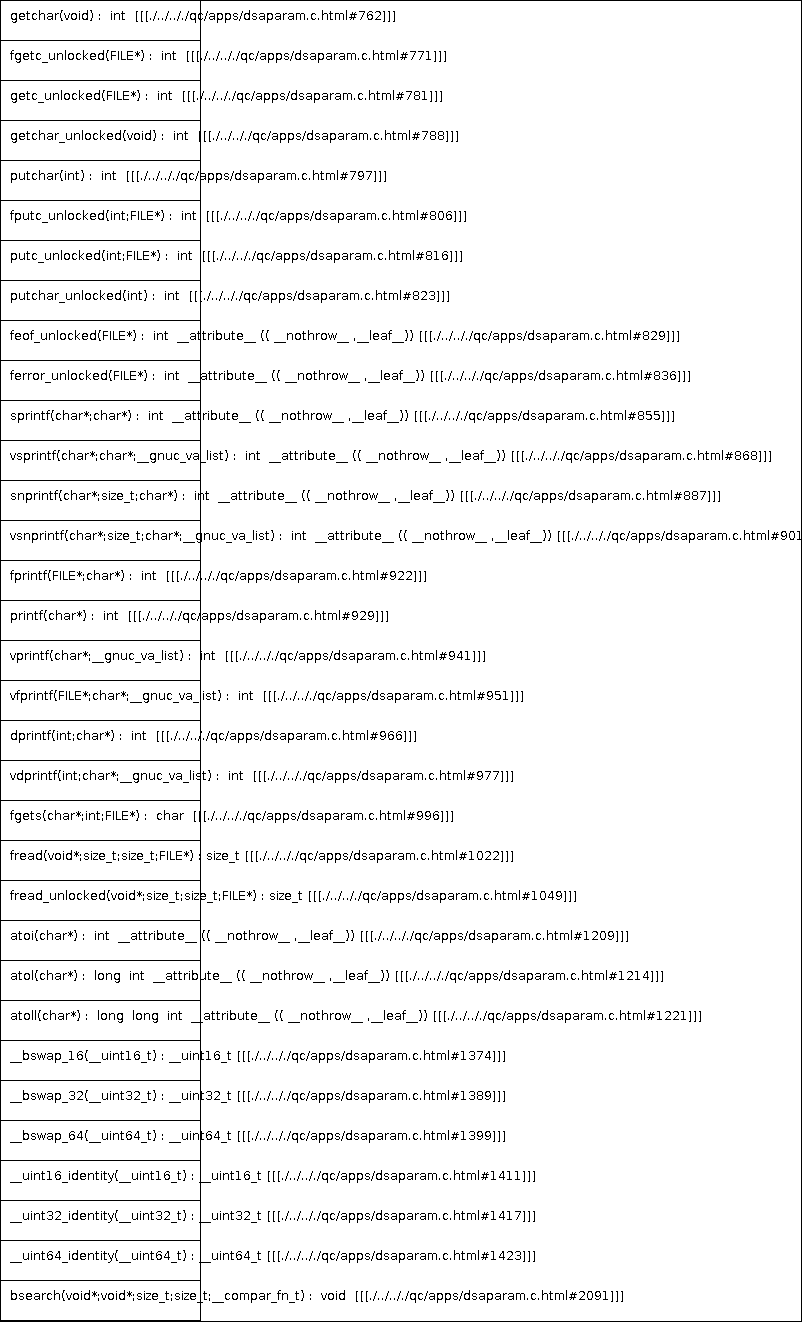 getchar(void) : int [[[./../.././qc/apps/dsaparam.c.html#762]]]
fgetc_unlocked(FILE*) : int [[[./../.././qc/apps/dsaparam.c.html#771]]]
getc_unlocked(FILE*) : int [[[./../.././qc/apps/dsaparam.c.html#781]]]
getchar_unlocked(void) : int [[[./../.././qc/apps/dsaparam.c.html#788]]]
putchar(int) : int [[[./../.././qc/apps/dsaparam.c.html#797]]]
fputc_unlocked(int;FILE*) : int [[[./../.././qc/apps/dsaparam.c.html#806]]]
putc_unlocked(int;FILE*) : int [[[./../.././qc/apps/dsaparam.c.html#816]]]
putchar_unlocked(int) : int [[[./../.././qc/apps/dsaparam.c.html#823]]]
feof_unlocked(FILE*) : int __attribute__ (( __nothrow__ ,__leaf__)) [[[./../.././qc/apps/dsaparam.c.html#829]]]
ferror_unlocked(FILE*) : int __attribute__ (( __nothrow__ ,__leaf__)) [[[./../.././qc/apps/dsaparam.c.html#836]]]
sprintf(char*;char*) : int __attribute__ (( __nothrow__ ,__leaf__)) [[[./../.././qc/apps/dsaparam.c.html#855]]]
vsprintf(char*;char*;__gnuc_va_list) : int __attribute__ (( __nothrow__ ,__leaf__)) [[[./../.././qc/apps/dsaparam.c.html#868]]]
snprintf(char*;size_t;char*) : int __attribute__ (( __nothrow__ ,__leaf__)) [[[./../.././qc/apps/dsaparam.c.html#887]]]
vsnprintf(char*;size_t;char*;__gnuc_va_list) : int __attribute__ (( __nothrow__ ,__leaf__)) [[[./../.././qc/apps/dsaparam.c.html#901
fprintf(FILE*;char*) : int [[[./../.././qc/apps/dsaparam.c.html#922]]]
printf(char*) : int [[[./../.././qc/apps/dsaparam.c.html#929]]]
vprintf(char*;__gnuc_va_list) : int [[[./../.././qc/apps/dsaparam.c.html#941]]]
vfprintf(FILE*;char*;__gnuc_va_list) : int [[[./../.././qc/apps/dsaparam.c.html#951]]]
dprintf(int;char*) : int [[[./../.././qc/apps/dsaparam.c.html#966]]]
vdprintf(int;char*;__gnuc_va_list) : int [[[./../.././qc/apps/dsaparam.c.html#977]]]
fgets(char*;int;FILE*) : char [[[./../.././qc/apps/dsaparam.c.html#996]]]
fread(void*;size_t;size_t;FILE*) : size_t [[[./../.././qc/apps/dsaparam.c.html#1022]]]
fread_unlocked(void*;size_t;size_t;FILE*) : size_t [[[./../.././qc/apps/dsaparam.c.html#1049]]]
atoi(char*) : int __attribute__ (( __nothrow__ ,__leaf__)) [[[./../.././qc/apps/dsaparam.c.html#1209]]]
atol(char*) : long int __attribute__ (( __nothrow__ ,__leaf__)) [[[./../.././qc/apps/dsaparam.c.html#1214]]]
atoll(char*) : long long int __attribute__ (( __nothrow__ ,__leaf__)) [[[./../.././qc/apps/dsaparam.c.html#1221]]]
__bswap_16(__uint16_t) : __uint16_t [[[./../.././qc/apps/dsaparam.c.html#1374]]]
__bswap_32(__uint32_t) : __uint32_t [[[./../.././qc/apps/dsaparam.c.html#1389]]]
__bswap_64(__uint64_t) : __uint64_t [[[./../.././qc/apps/dsaparam.c.html#1399]]]
__uint16_identity(__uint16_t) : __uint16_t [[[./../.././qc/apps/dsaparam.c.html#1411]]]
__uint32_identity(__uint32_t) : __uint32_t [[[./../.././qc/apps/dsaparam.c.html#1417]]]
__uint64_identity(__uint64_t) : __uint64_t [[[./../.././qc/apps/dsaparam.c.html#1423]]]
bsearch(void*;void*;size_t;size_t;__compar_fn_t) : void [[[./../.././qc/apps/dsaparam.c.html#2091]]]